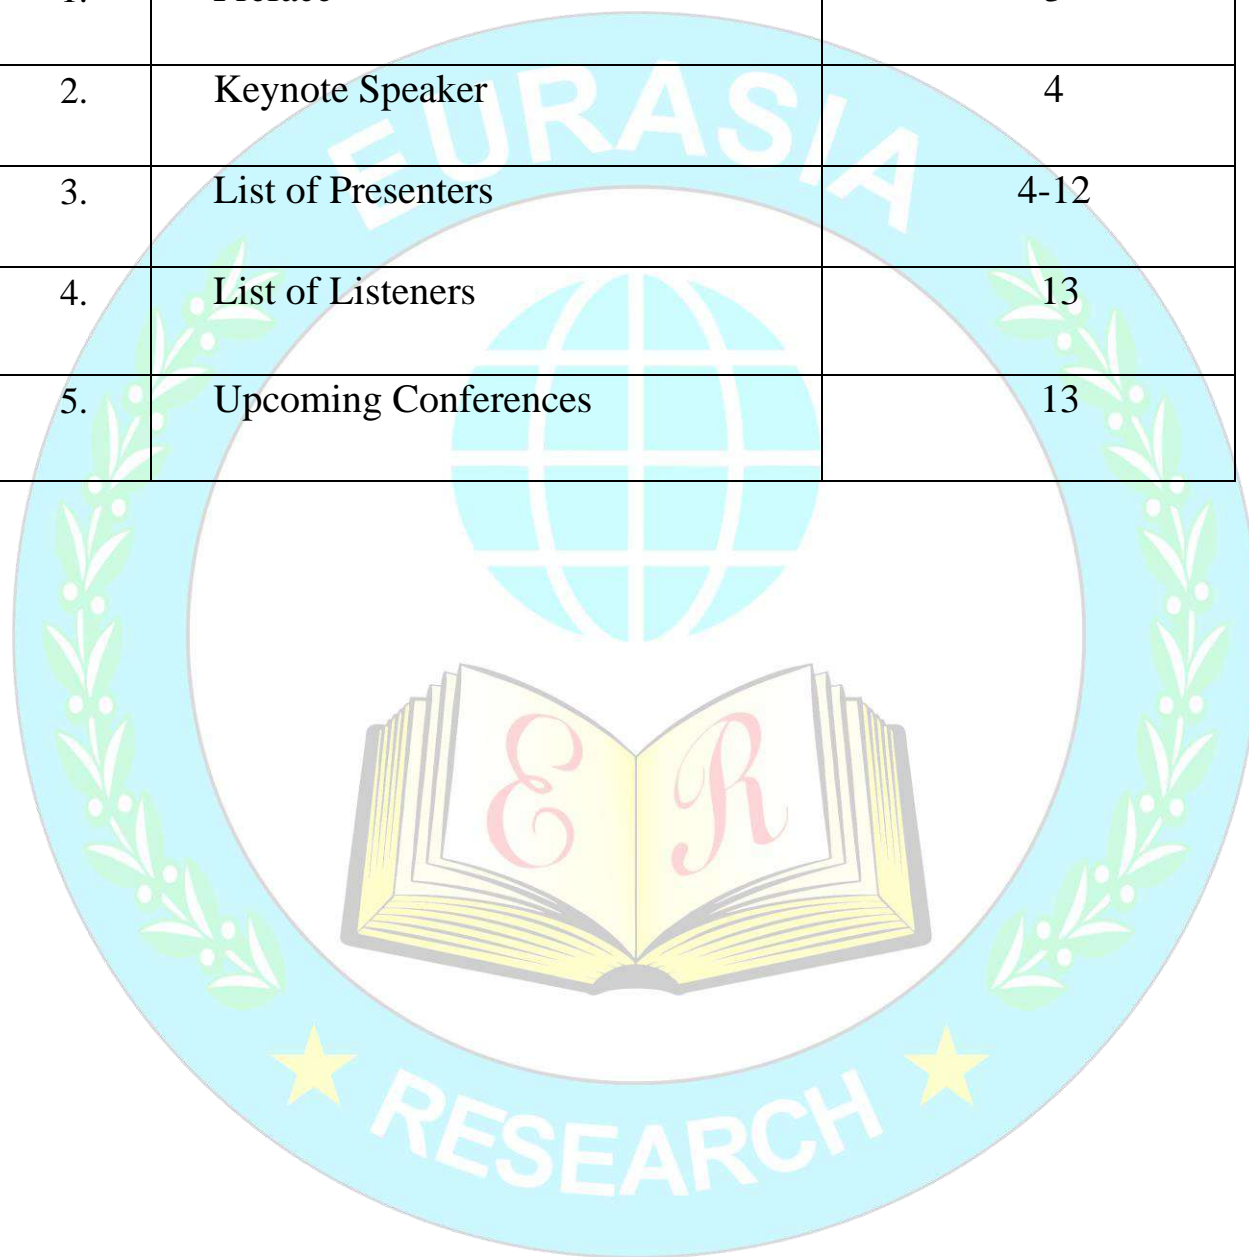 2. Keynote Speaker 4
3. List of Presenters 4-12
4. List of Listeners 13
5. Upcoming Conferences 13
EURASIA
E R
RESEARCH